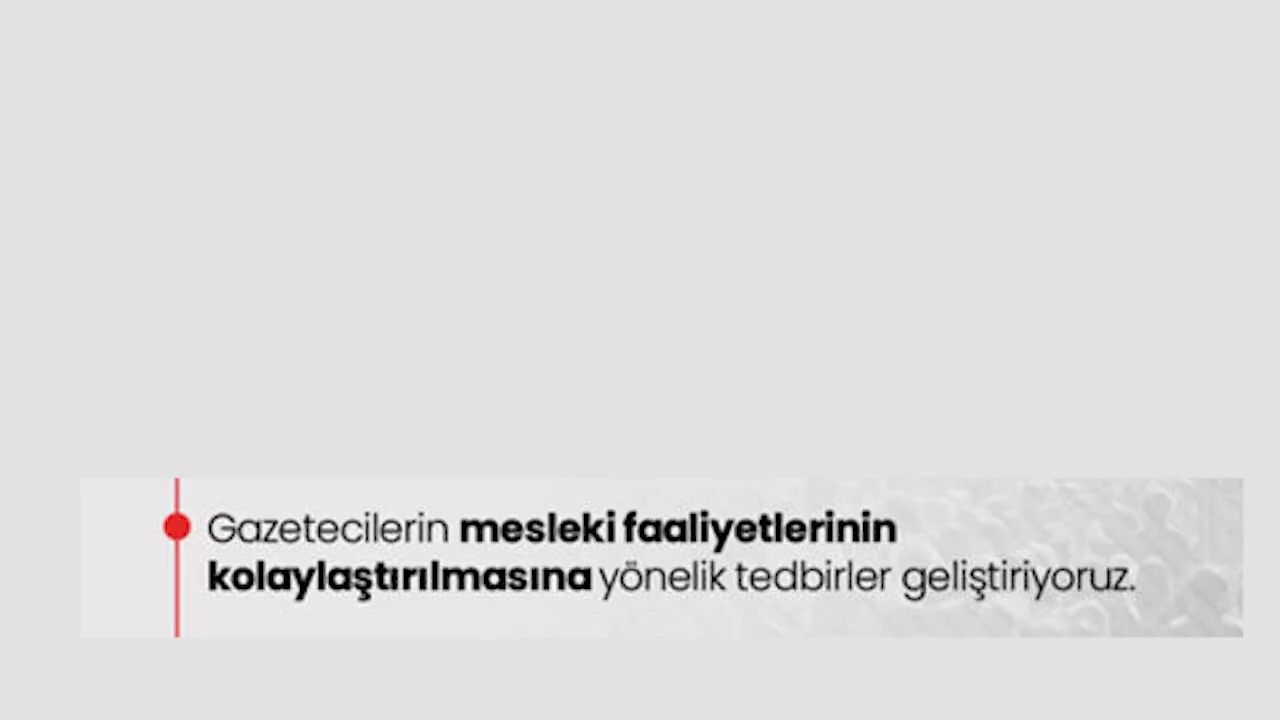 Gazetecilerin mesleki faaliyetlerinin
kolaylaştırılmasına yönelik tedbirler geliştiriyoruz.